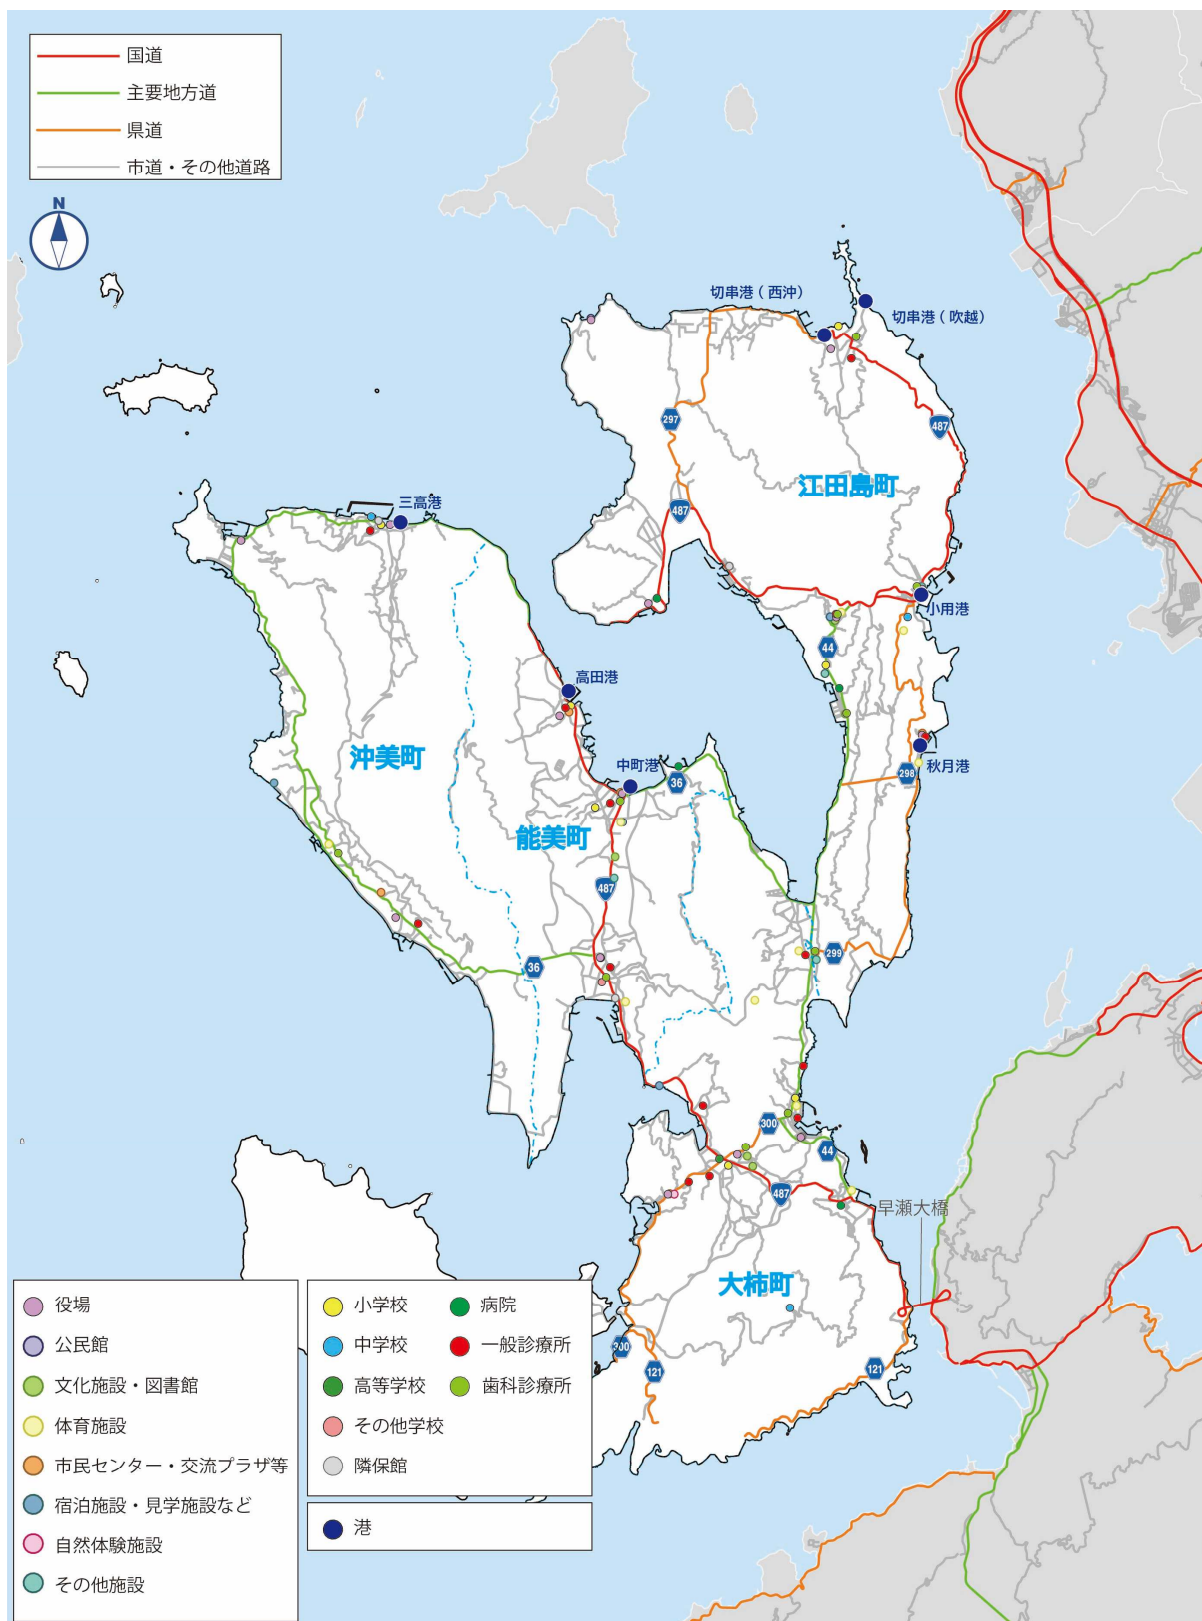 国道
主要地方道
県道
市道・その他道路
N
切串港(西沖)
切串港(吹越)
297
487
江田島町
三高港
487
小用港
44
高田港
沖美町
中町港
36
秋月港
298
能美町
487
36
299
300
44
487
早瀬大橋
大柿町
300
121
121
役場
公民館
文化施設・図書館
体育施設
市民センター・交流プラザ等
宿泊施設・見学施設など
自然体験施設
その他施設
小学校
中学校
高等学校
その他学校
隣保館
病院
一般診療所
歯科診療所
港